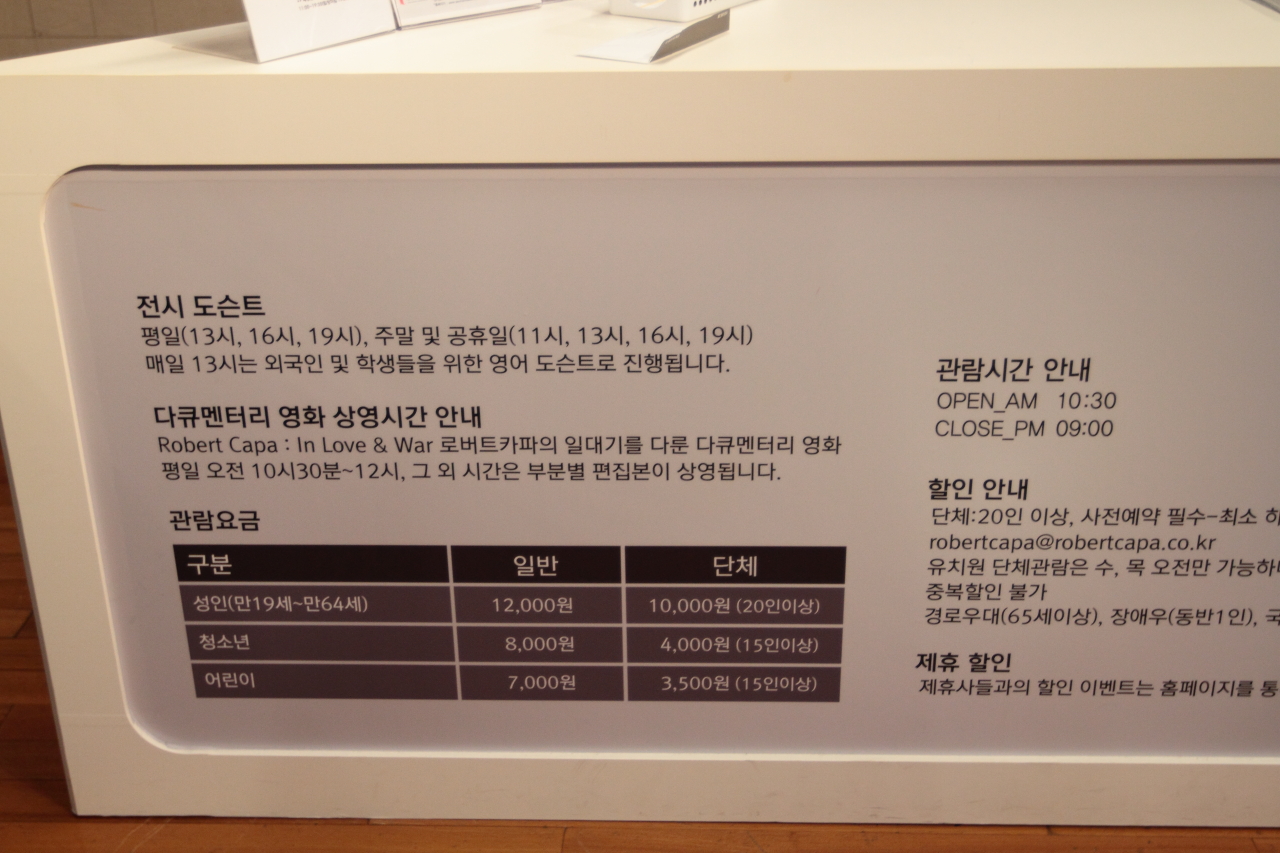 전시 도슨트
평일(13시, 16시, 19시), 주말 및 공휴일(11시, 13시, 16시, 19시)
매일 13시는 외국인 및 학생들을 위한 영어 도슨트로 진행됩니다.
다큐멘터리 영화 상영시간 안내
Robert Capa : In Love & War 로버트카파의 일대기를 다룬 다큐멘터리 영화
평일 오전 10시30분~12시, 그 외 시간은 부분별 편집본이 상영됩니다.
관람요금
구분 일반 단체
성인(만19세~만64세) 12,000원 10,000원 (20인이상)
청소년 8,000원 4,000원 (15인이상)
어린이 7,000원 3,500원 (15인이상)
관람시간 안내
OPEN_AM 10:30
CLOSE_PM 09:00
할인 안내
단체:20인 이상, 사전예약 필수-최소
robertcapa@robertcapa.co.kr
유치원 단체관람은 수, 목 오전만
중복할인 불가
경로우대(65세이상), 장애우(동반1인),
제휴 할인
제휴사들과의 할인 이벤트는 홈페이지를